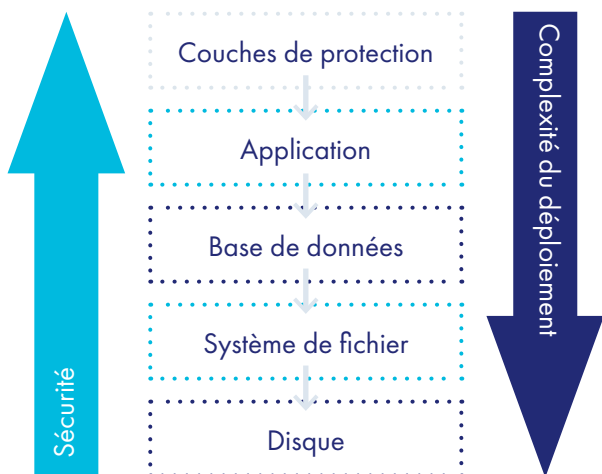 Couches de protection
Application
Base de données
Système de fichier
Disque
Sécurité
Complexité du déploiement